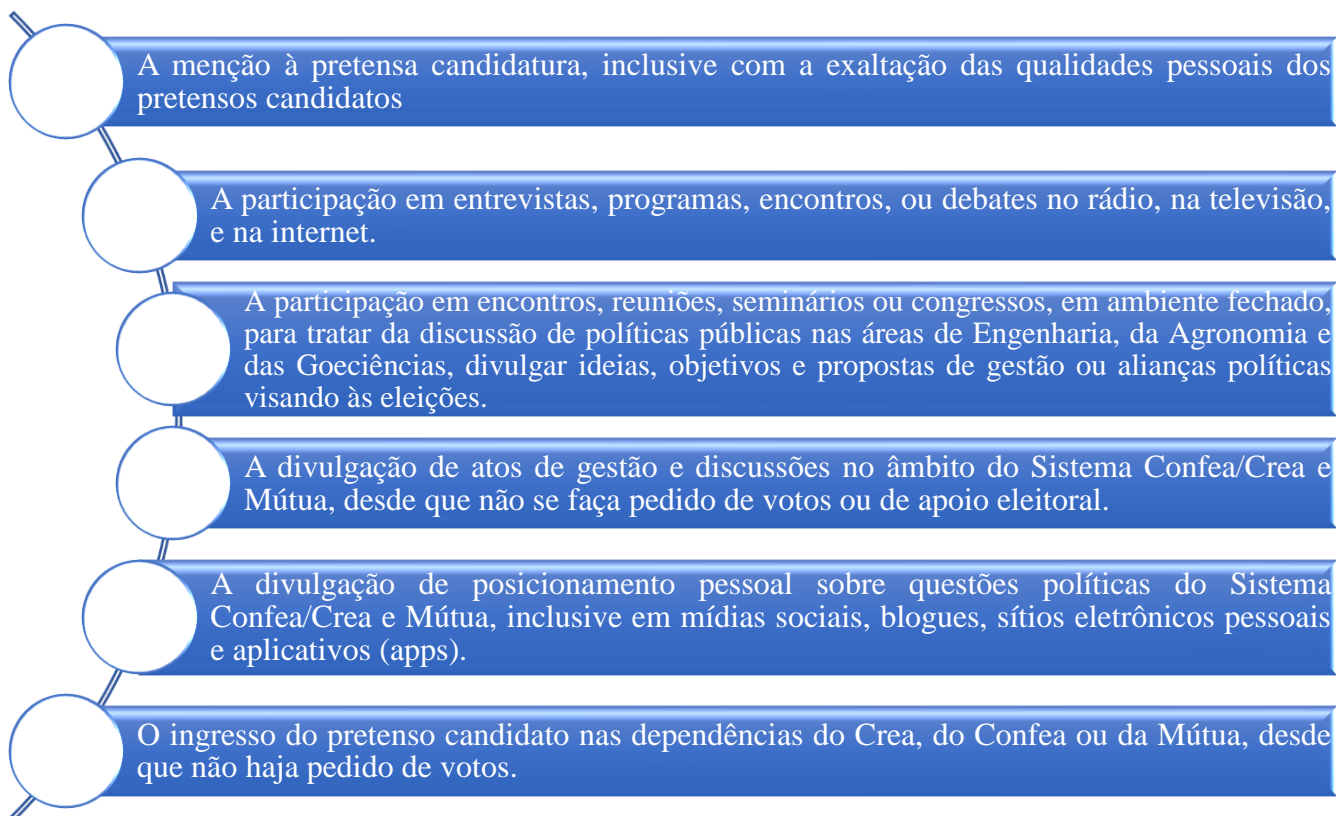 A menção à pretensa candidatura, inclusive com a exaltação das qualidades pessoais dos
pretensos candidatos
A participação em entrevistas, programas, encontros, ou debates no rádio, na televisão,
e na internet.
A participação em encontros, reuniões, seminários ou congressos, em ambiente fechado,
para tratar da discussão de políticas públicas nas áreas de Engenharia, da Agronomia e
das Goeciências, divulgar ideias, objetivos e propostas de gestão ou alianças políticas
visando às eleições.
A divulgação de atos de gestão e discussões no âmbito do Sistema Confea/Crea e
Mútua, desde que não se faça pedido de votos ou de apoio eleitoral.
A divulgação de posicionamento pessoal sobre questões políticas do Sistema
Confea/Crea e Mútua, inclusive em mídias sociais, blogues, sítios eletrônicos pessoais
e aplicativos (apps).
O ingresso do pretenso candidato nas dependências do Crea, do Confea ou da Mútua, desde
que não haja pedido de votos.